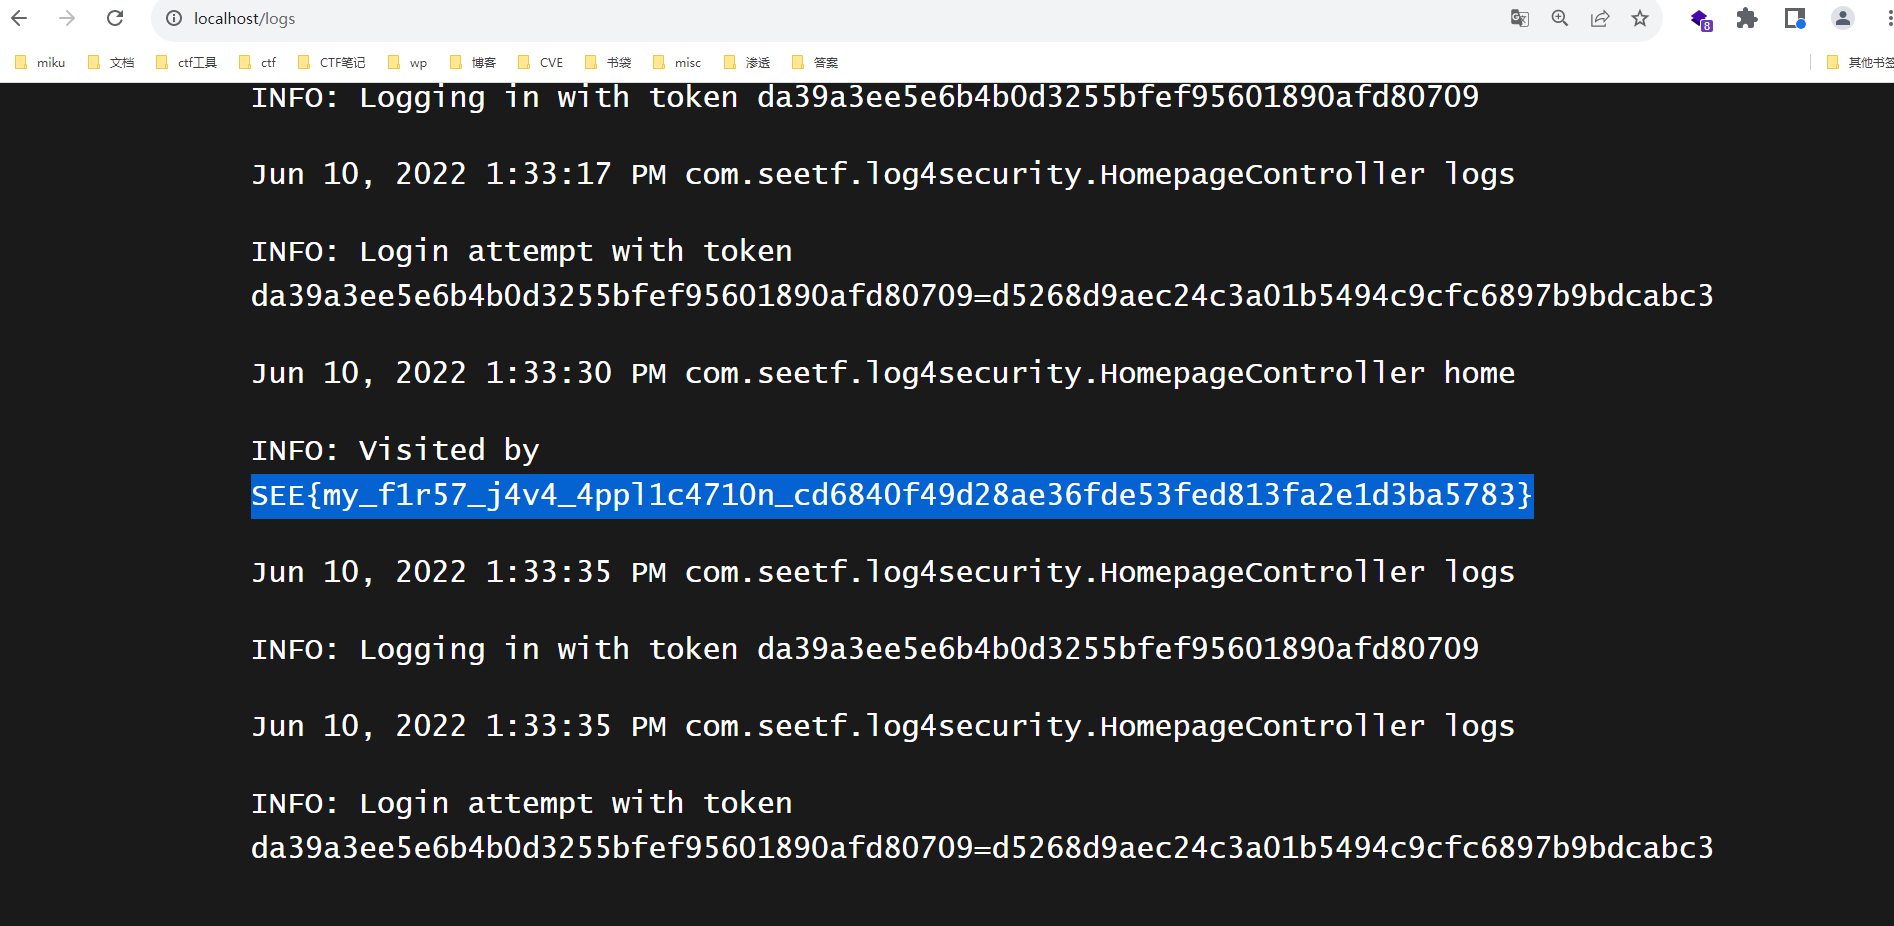 localhost/logs
8
miku 文档 ctf工具 ctf CTF笔记 wp 博客 CVE 书袋 misc 渗透 答案 其他书签
INFO: Logging in with token da39a3ee5e6b4b0d3255bfef95601890afd80709
Jun 10, 2022 1:33:17 PM com.seetf.log4security.HomepageController logs
INFO: Login attempt with token
da39a3ee5e6b4b0d3255bfef95601890afd80709=d5268d9aec24c3a01b5494c9cfc6897b9bdcabc3
Jun 10, 2022 1:33:30 PM com.seetf.log4security.HomepageController home
INFO: Visited by
SEE{my_f1r57_j4v4_4ppl1c4710n_cd6840f49d28ae36fde53fed813fa2e1d3ba5783}
Jun 10, 2022 1:33:35 PM com.seetf.log4security.HomepageController logs
INFO: Logging in with token da39a3ee5e6b4b0d3255bfef95601890afd80709
Jun 10, 2022 1:33:35 PM com.seetf.log4security.HomepageController logs
INFO: Login attempt with token
da39a3ee5e6b4b0d3255bfef95601890afd80709=d5268d9aec24c3a01b5494c9cfc6897b9bdcabc3